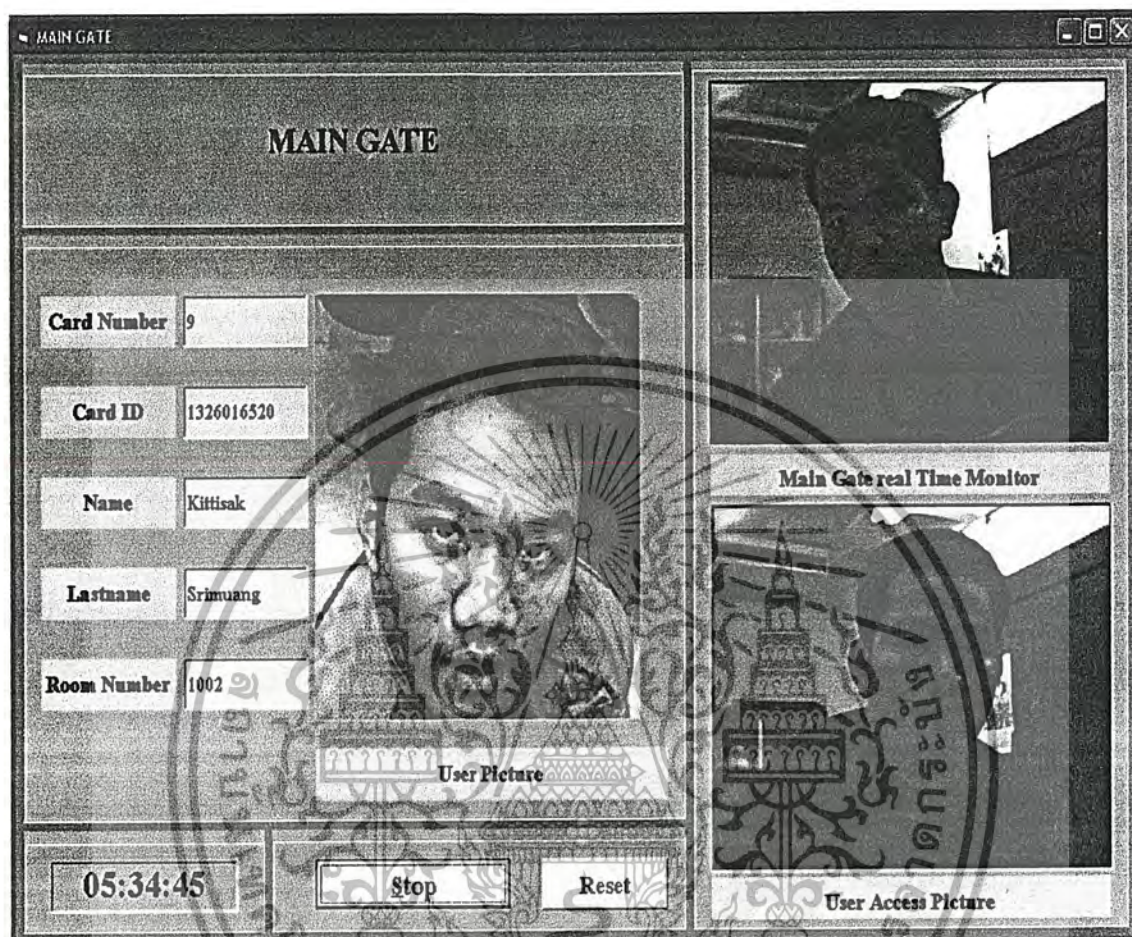 MAIN GATE
MAIN GATE
Card Number 9
Card ID 1326016520
Name Kittisak
Lastname Srimuang
Room Number 1002
User Picture
05:34:45
Stop
Reset
Main Gate real Time Monitor
User Access Picture